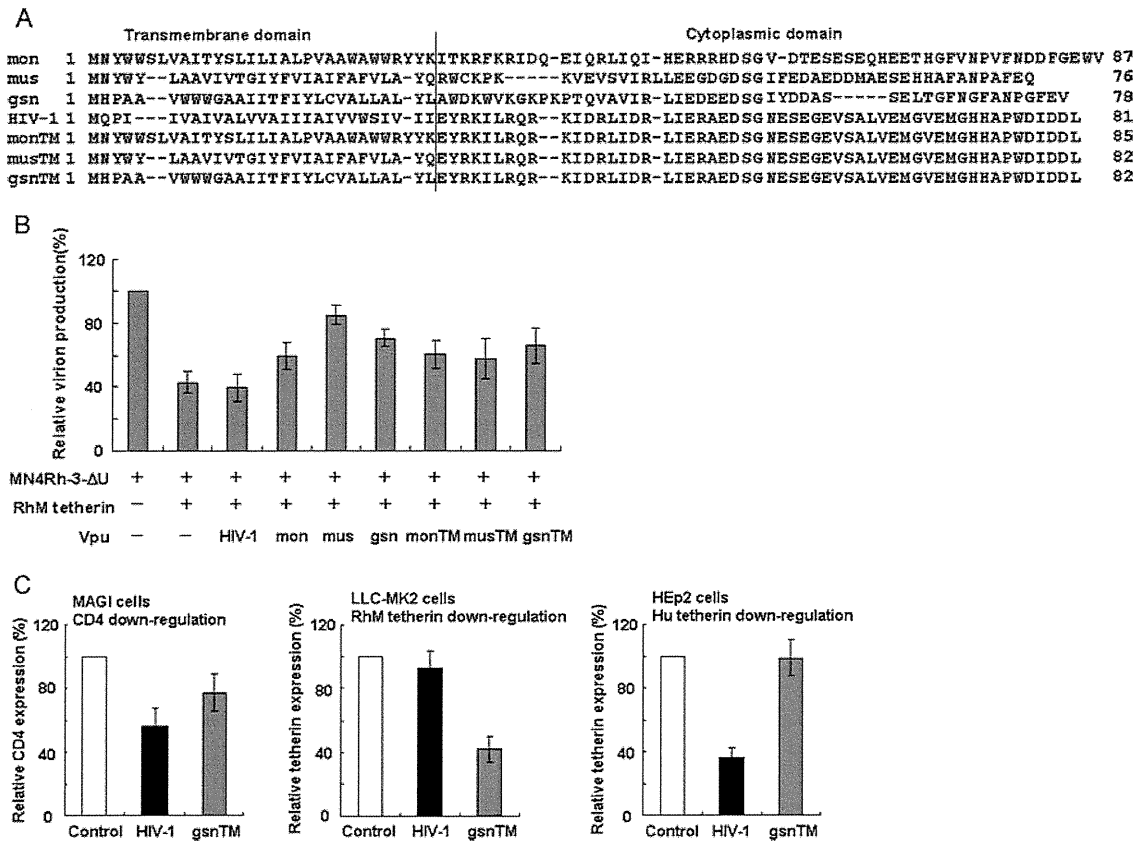 A
Transmembrane domain Cytoplasmic domain
mon 1 MNYWWSLVAITYSLILIALPVAAWAWWRYYKITKRFKRIDQ-EIQRLIQI-HERRRHDSGV-DTESESEQHEETHGFVNPVFNDDFGEWV 87
mus 1 MNYWY--LAAVIVTGIYFVIAIFAFVLA-YQRWCKPK-----KVEVSVIRLLEEGDGDSGIFEDAEDDMAESEHHAFANPAFEQ 76
gsn 1 MHPAA--VWWWGAAIITFIYLCVALLAL-YLAWDKWVKGKPKPTQVAVIR-LIEDEEDSGIYDDAS-----SELTGFNGFANPGFEV 78
HIV-1 1 MQPI---IVAIVALVVAIIIAIVVWSIV-IIEYRKILRQR--KIDRLIDR-LIERAEDSGNESEGEVSALVEMGVEMGHHAPWDIDDL 81
monTM 1 MNYWWSLVAITYSLILIALPVAAWAWWRYYKEYRKILRQR--KIDRLIDR-LIERAEDSGNESEGEVSALVEMGVEMGHHAPWDIDDL 85
musTM 1 MNYWY--LAAVIVTGIYFVIAIFAFVLA-YQEYRKILRQR--KIDRLIDR-LIERAEDSGNESEGEVSALVEMGVEMGHHAPWDIDDL 82
gsnTM 1 MHPAA--VWWWGAAIITFIYLCVALLAL-YLEYRKILRQR--KIDRLIDR-LIERAEDSGNESEGEVSALVEMGVEMGHHAPWDIDDL 82
B
Relative virion production(%)
120
80
40
0
MN4Rh-3-ΔU + + + + + + + + +
RhM tetherin − + + + + + + + +
Vpu − − HIV-1 mon mus gsn monTM musTM gsnTM
C
MAGI cells
CD4 down-regulation
Relative CD4 expression (%)
120
80
40
0
Control HIV-1 gsnTM
LLC-MK2 cells
RhM tetherin down-regulation
Relative tetherin expression (%)
120
80
40
0
Control HIV-1 gsnTM
HEp2 cells
Hu tetherin down-regulation
Relative tetherin expression (%)
120
80
40
0
Control HIV-1 gsnTM